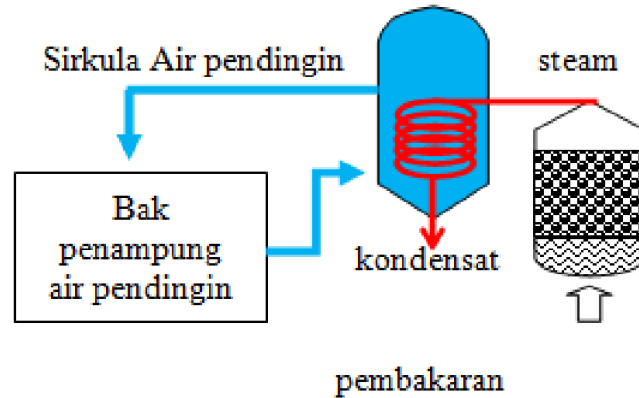 Sirkula Air pendingin
steam
Bak
penampung
air pendingin
kondensat
pembakaran